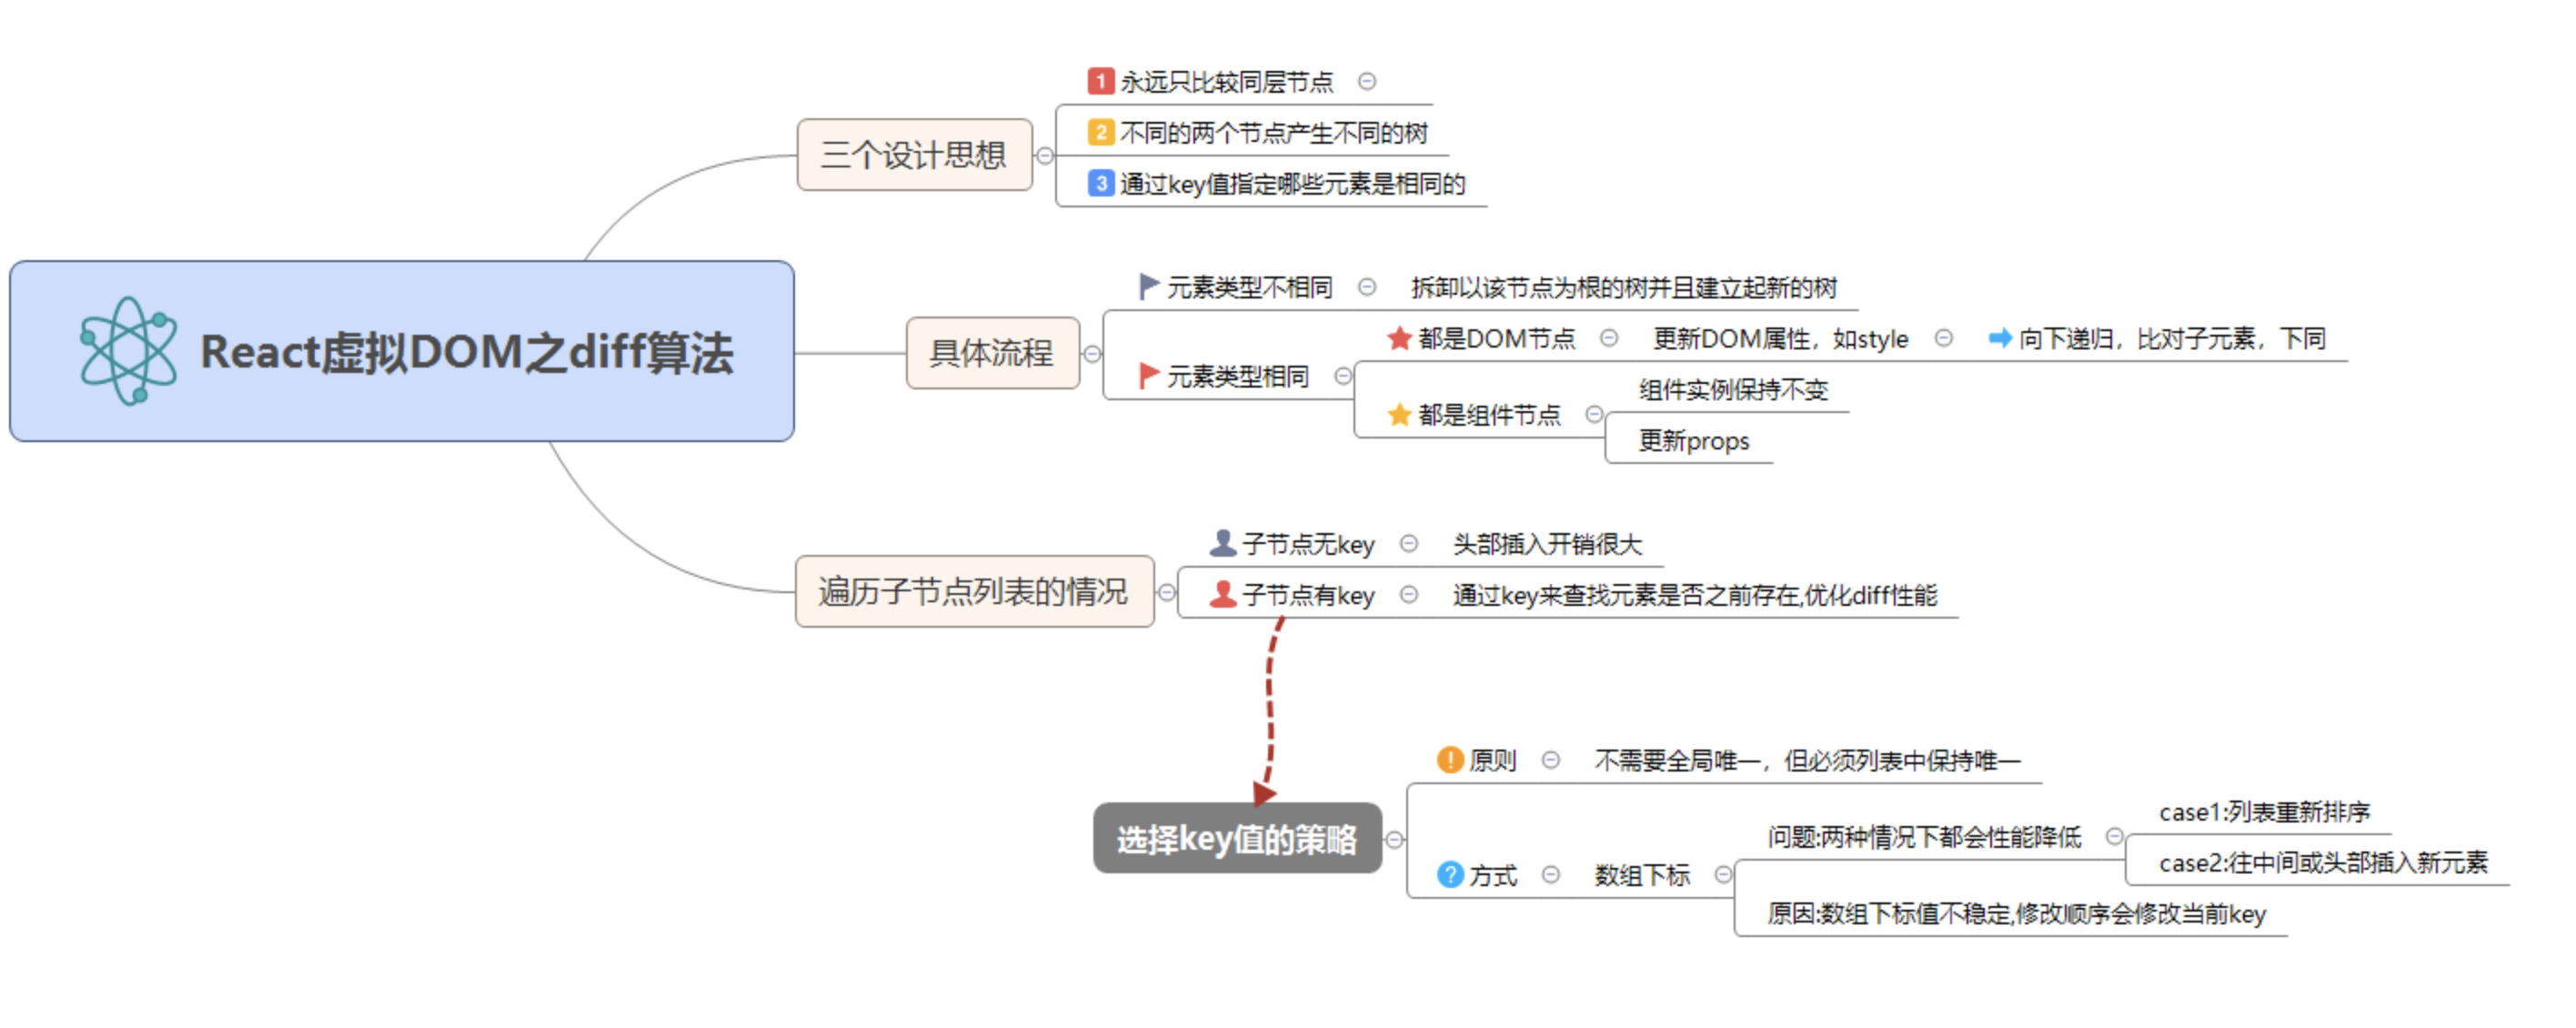 React虚拟DOM之diff算法
三个设计思想
1 永远只比较同层节点
2 不同的两个节点产生不同的树
3 通过key值指定哪些元素是相同的
具体流程
元素类型不相同
拆卸以该节点为根的树并且建立起新的树
元素类型相同
都是DOM节点
更新DOM属性，如style
向下递归，比对子元素，下同
都是组件节点
组件实例保持不变
更新props
遍历子节点列表的情况
子节点无key
头部插入开销很大
子节点有key
通过key来查找元素是否之前存在,优化diff性能
选择key值的策略
! 原则
不需要全局唯一，但必须列表中保持唯一
? 方式
数组下标
问题:两种情况下都会性能降低
case1:列表重新排序
case2:往中间或头部插入新元素
原因:数组下标值不稳定,修改顺序会修改当前key